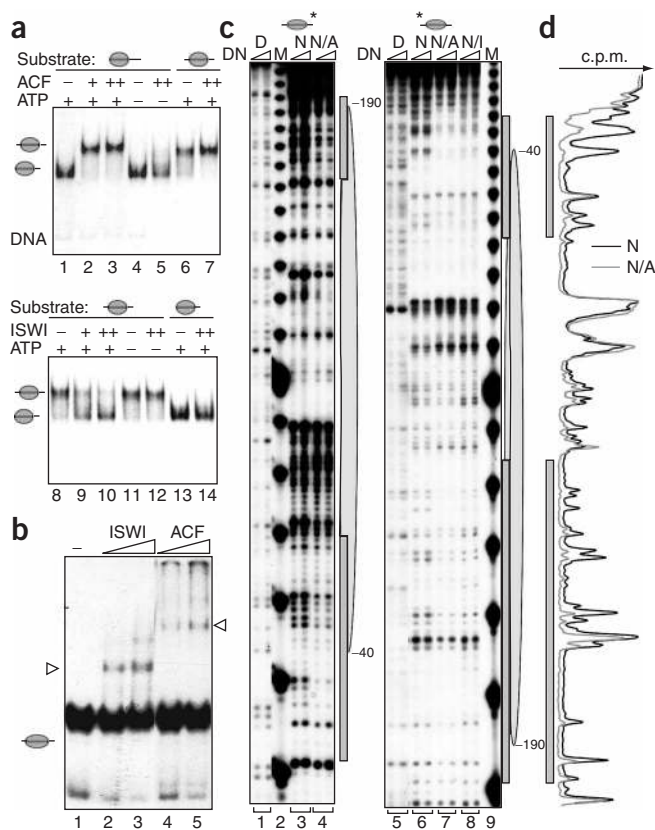 a
Substrate:
ACF + ++ - ++ - ++
ATP + + + - - + +
DNA
1 2 3 4 5 6 7
Substrate:
ISWI - + ++ - ++ - ++
ATP + + + - - + +
8 9 10 11 12 13 14
b
- ISWI ACF
1 2 3 4 5
c
*
DN D M N N/A
-190
-40
1 2 3 4
*
DN D N N/A N/I M
-40
-190
5 6 7 8 9
d
c.p.m.
N
N/A